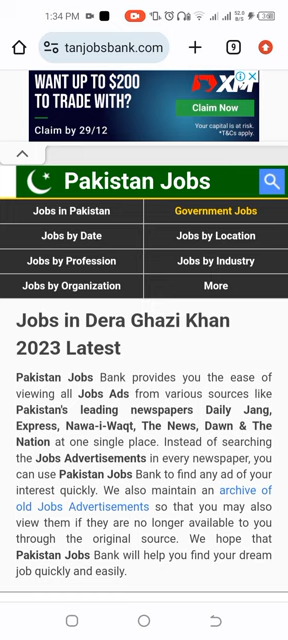 1:34 PM
52.0
B/S
tanjobsbank.com
9
WANT UP TO $200
TO TRADE WITH?
XM
Claim Now
Claim by 29/12
Your capital is at risk.
*T&Cs apply.
Pakistan Jobs
Jobs in Pakistan
Government Jobs
Jobs by Date
Jobs by Location
Jobs by Profession
Jobs by Industry
Jobs by Organization
More
Jobs in Dera Ghazi Khan
2023 Latest
Pakistan Jobs Bank provides you the ease of
viewing all Jobs Ads from various sources like
Pakistan's leading newspapers Daily Jang,
Express, Nawa-i-Waqt, The News, Dawn & The
Nation at one single place. Instead of searching
the Jobs Advertisements in every newspaper, you
can use Pakistan Jobs Bank to find any ad of your
interest quickly. We also maintain an archive of
old Jobs Advertisements so that you may also
view them if they are no longer available to you
through the original source. We hope that
Pakistan Jobs Bank will help you find your dream
job quickly and easily.